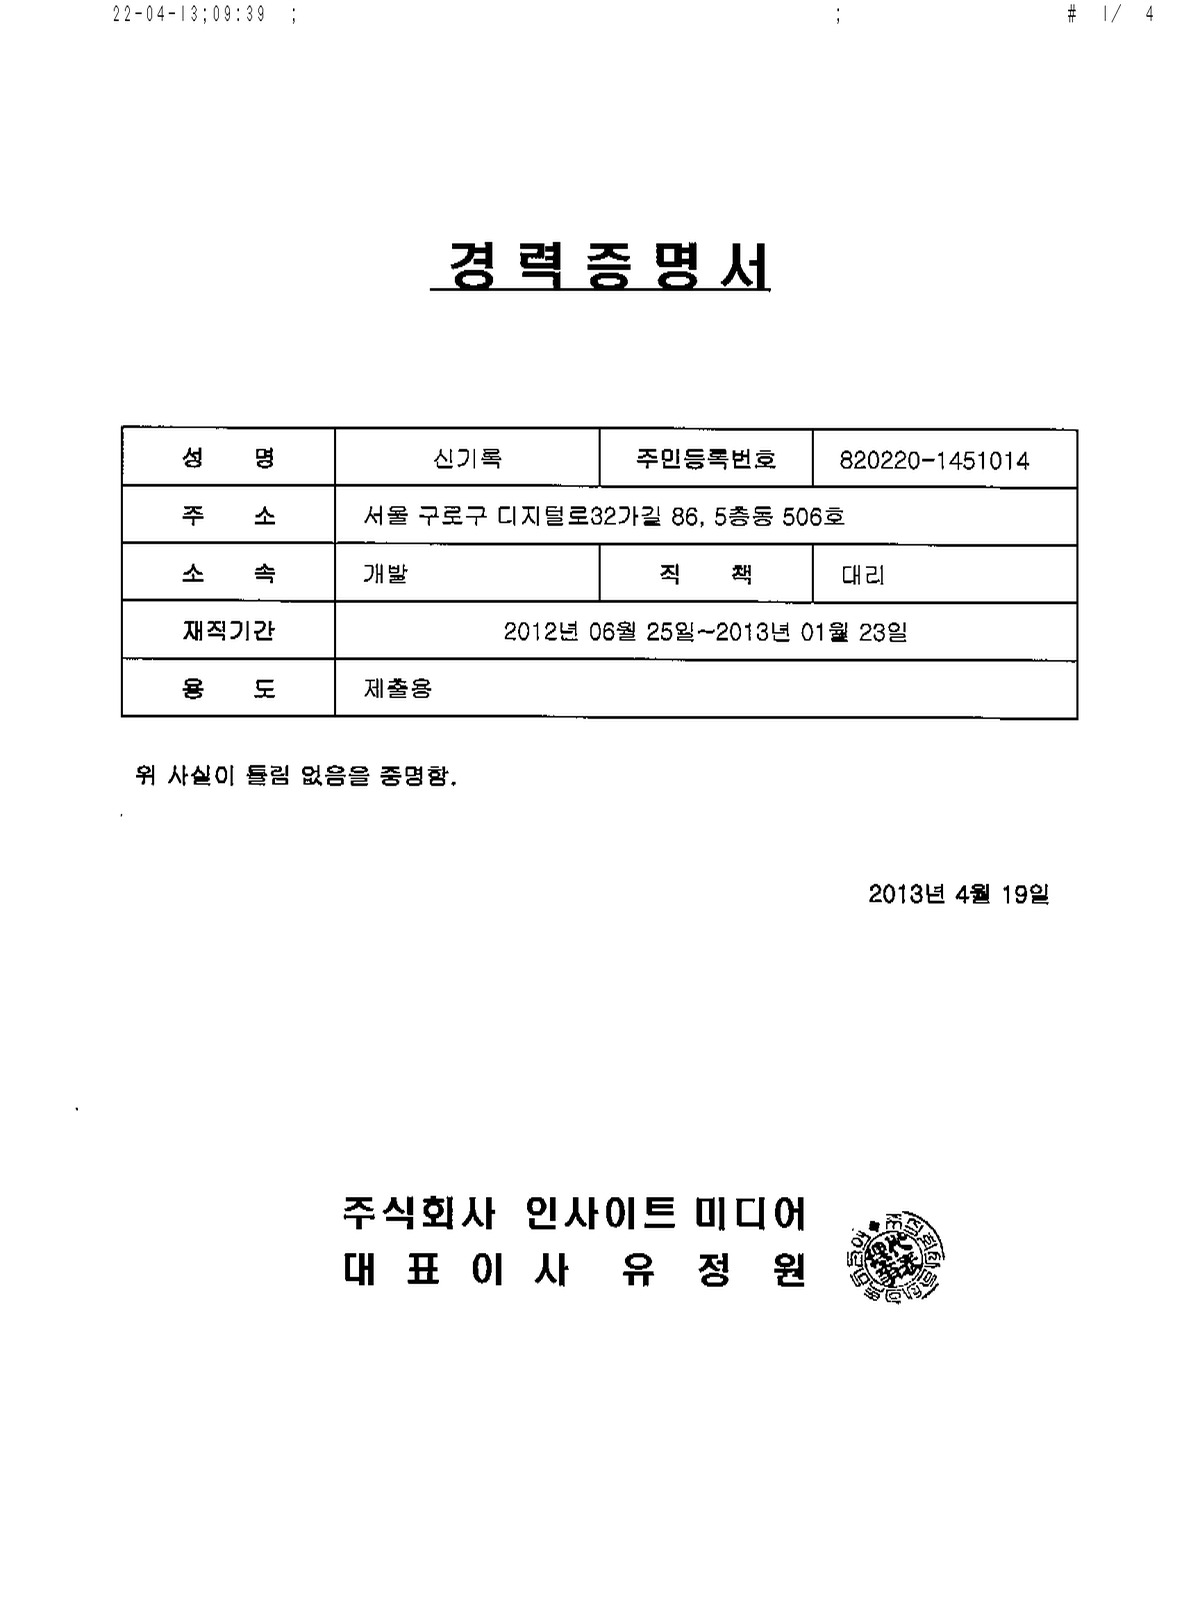 22-04-13;09:39 ; ; # 1/ 4
경력증명서
성 명 신기록 주민등록번호 820220-1451014
주 소 서울 구로구 디지털로32가길 86, 5층동 506호
소 속 개발 직 책 대리
재직기간 2012년 06월 25일~2013년 01월 23일
용 도 제출용
위 사실이 틀림 없음을 증명함.
2013년 4월 19일
주식회사 인사이트 미디어
대 표 이 사 유 정 원